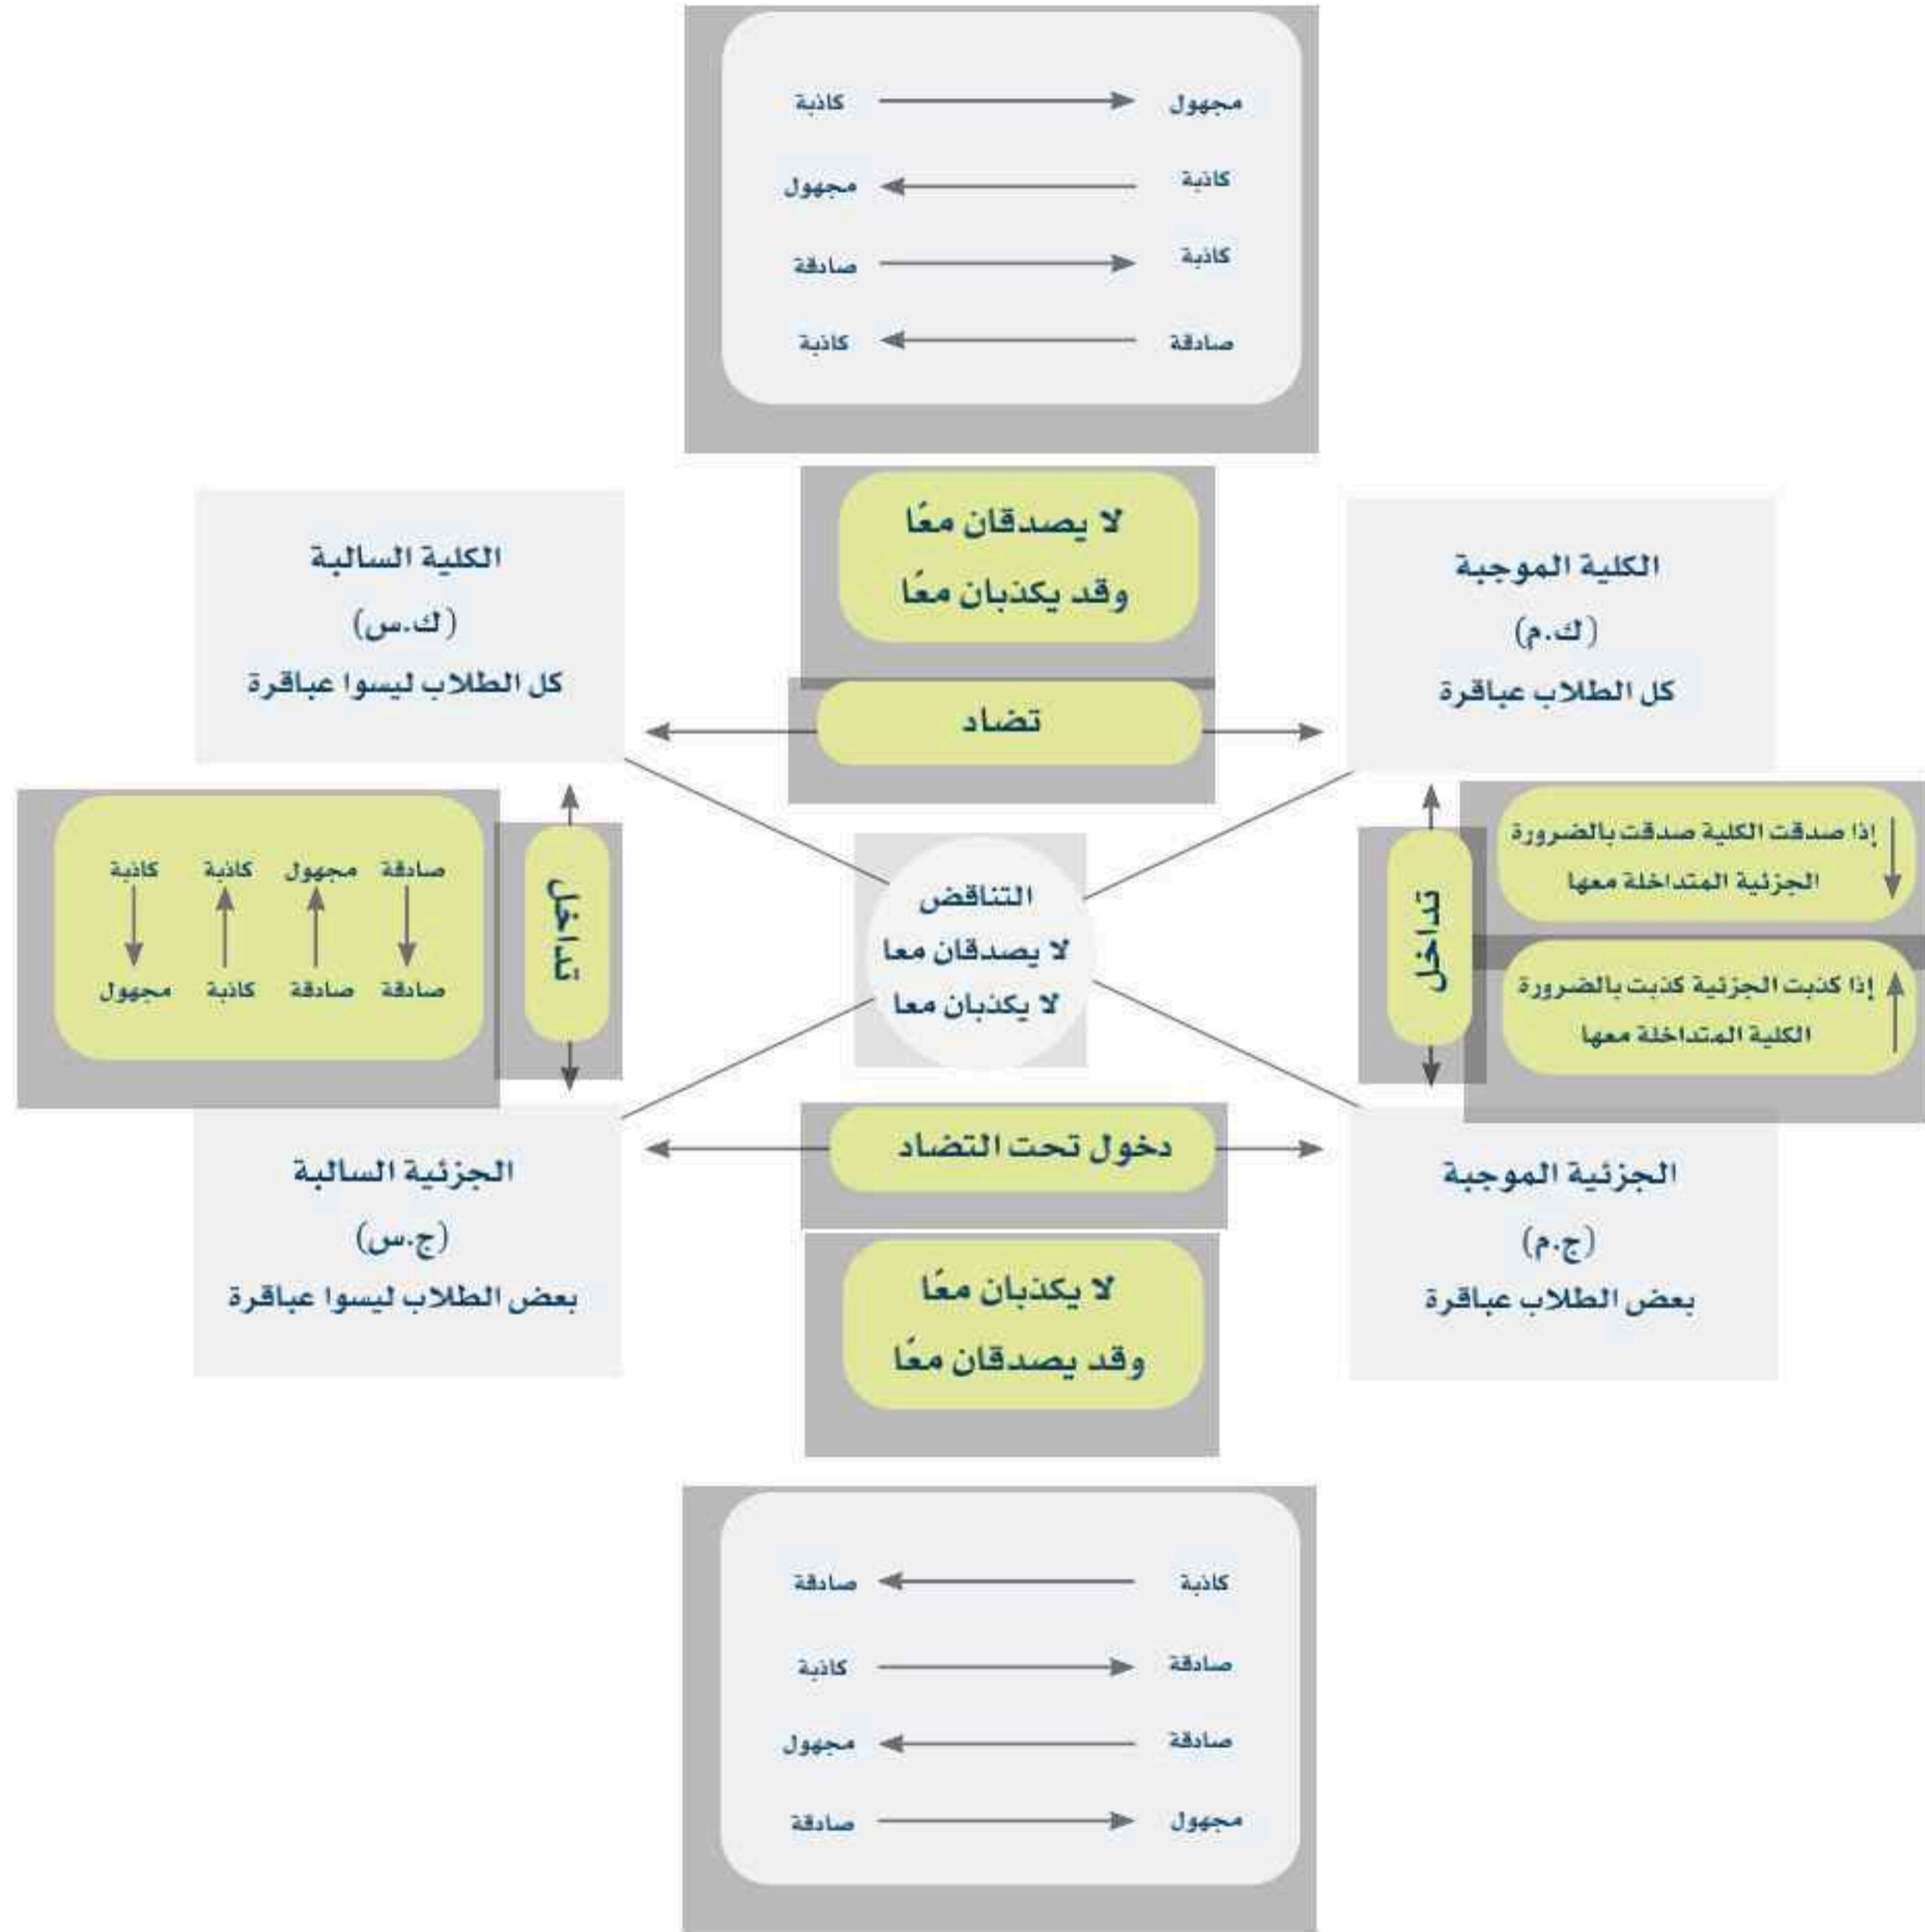 مجهول ← كاذبة
كاذبة → مجهول
كاذبة ← صادقة
صادقة → كاذبة
لا يصدقان معًا
وقد يكذبان معًا
الكلية الموجبة
(ك.م)
كل الطلاب عباقرة
الكلية السالبة
(ك.س)
كل الطلاب ليسوا عباقرة
تضاد
إذا صدقت الكلية صدقت بالضرورة
الجزئية المتداخلة معها
إذا كذبت الجزئية كذبت بالضرورة
الكلية المتداخلة معها
تداخل
التناقض
لا يصدقان معا
لا يكذبان معا
تداخل
صادقة مجهول كاذبة كاذبة
صادقة صادقة كاذبة مجهول
دخول تحت التضاد
الجزئية الموجبة
(ج.م)
بعض الطلاب عباقرة
الجزئية السالبة
(ج.س)
بعض الطلاب ليسوا عباقرة
لا يكذبان معًا
وقد يصدقان معًا
كاذبة صادقة
صادقة كاذبة
صادقة مجهول
مجهول صادقة